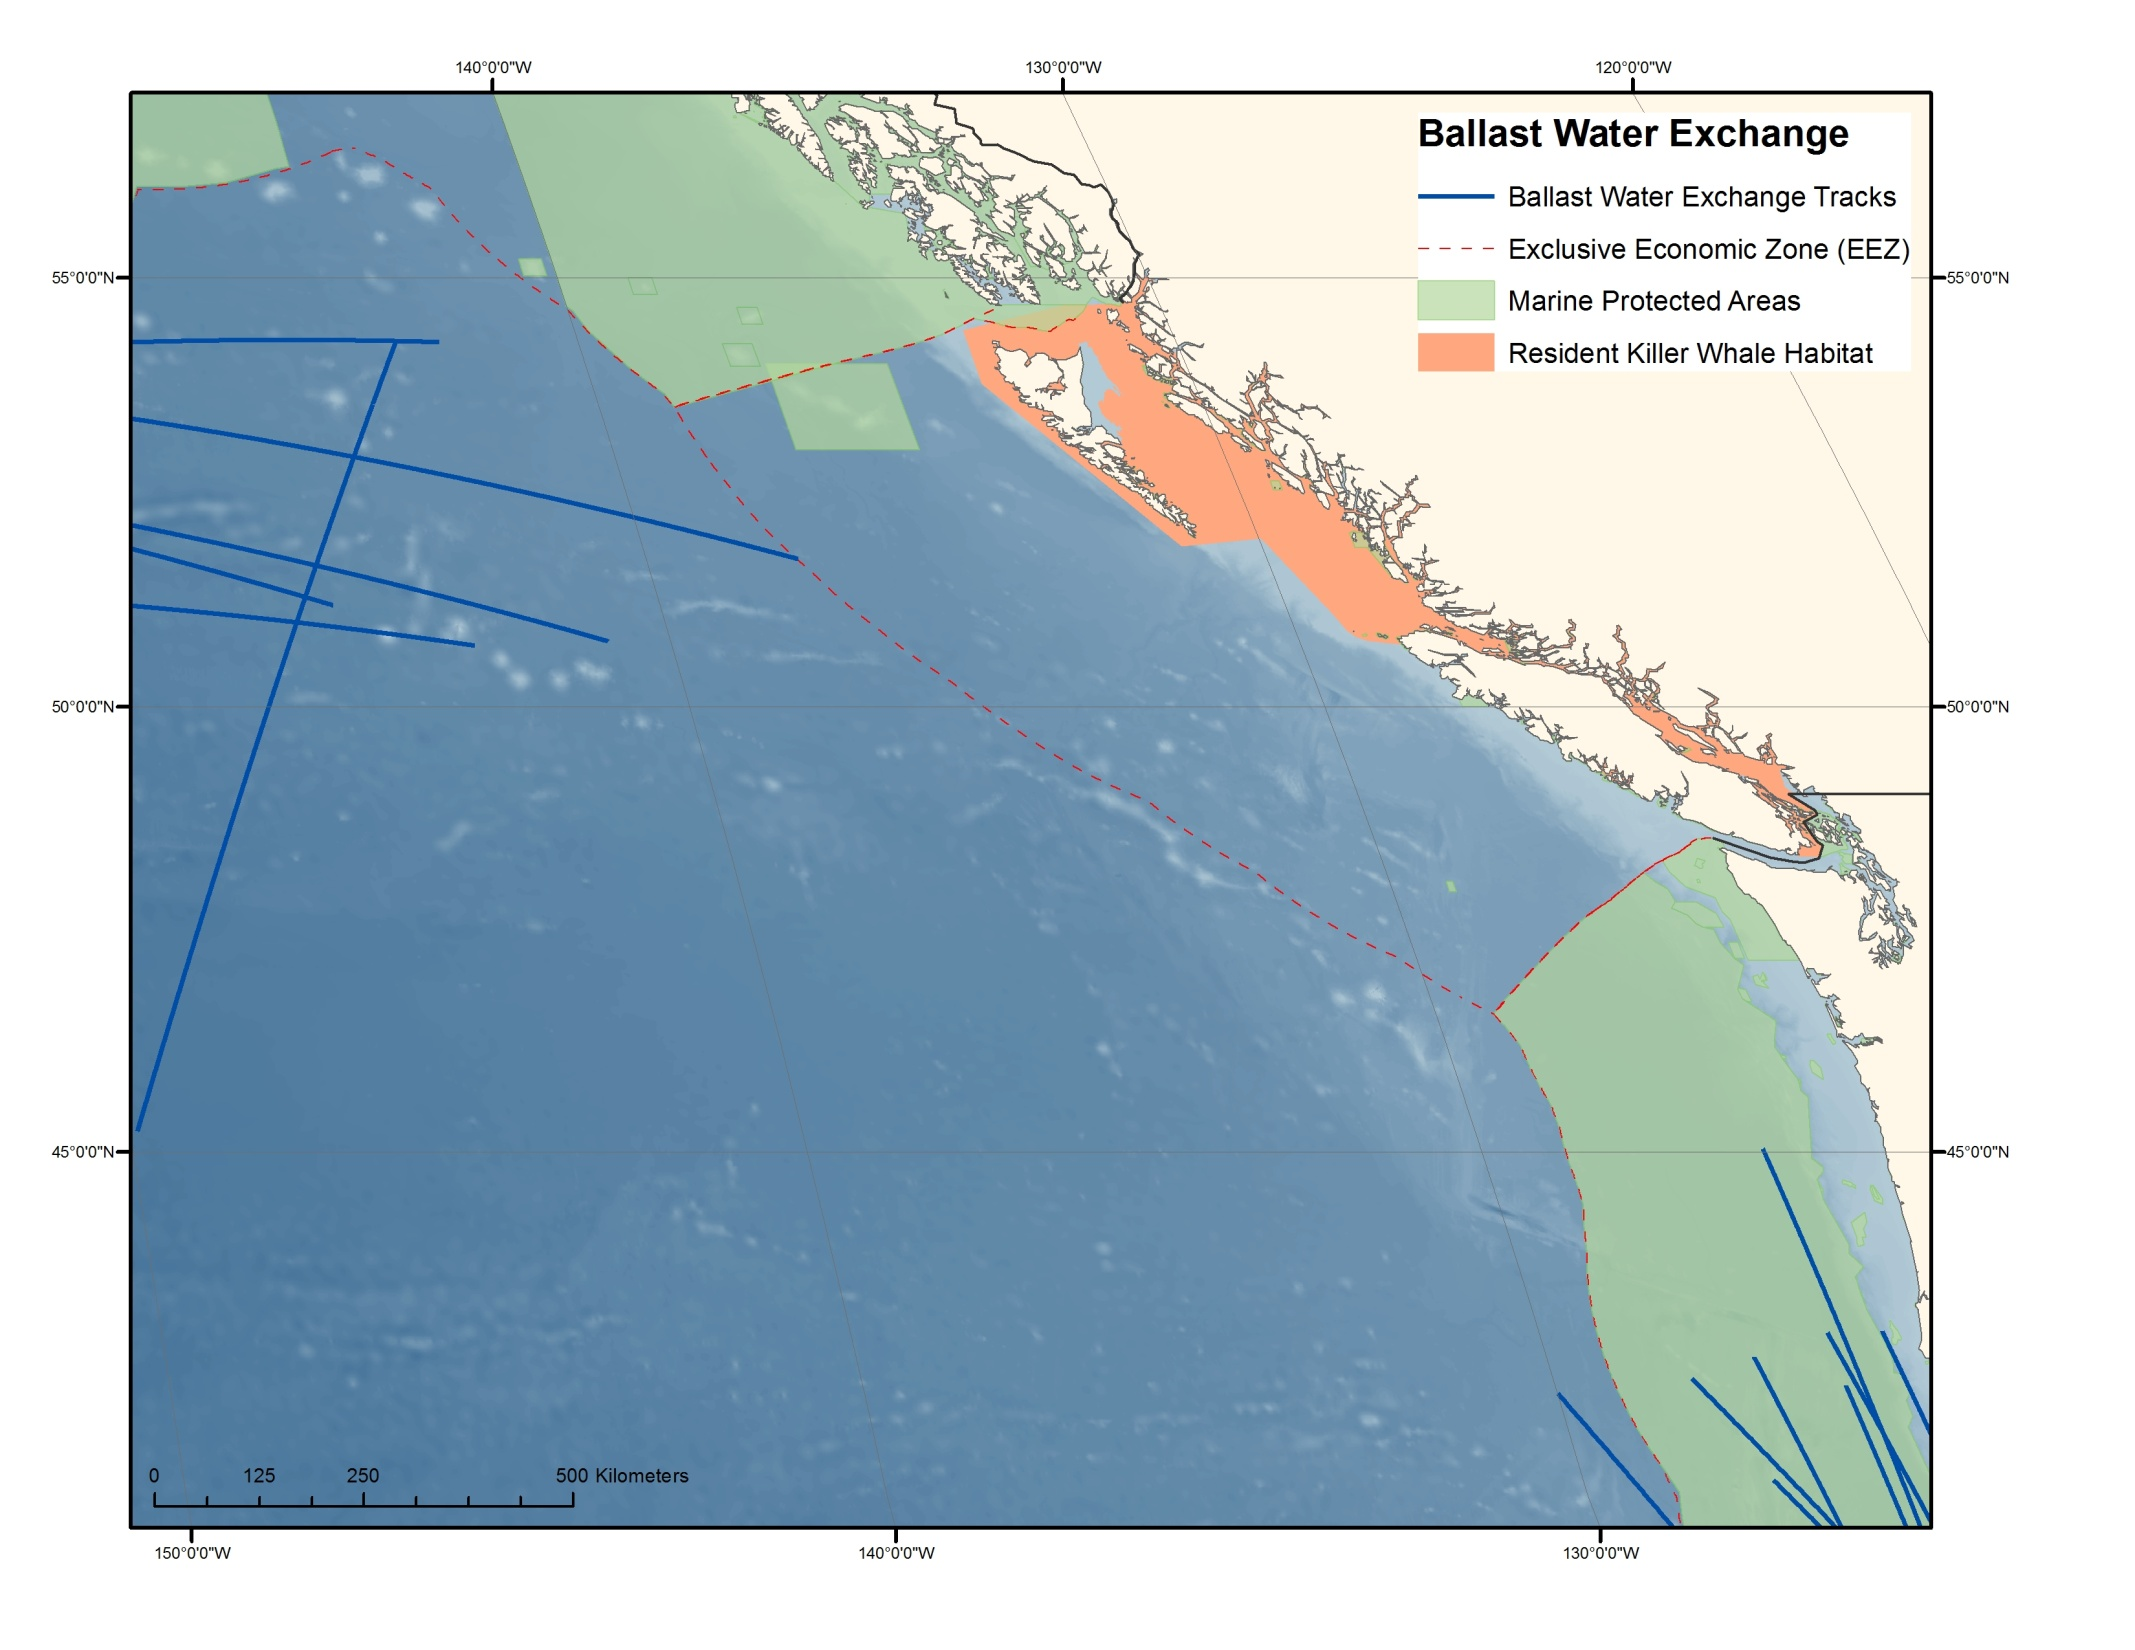 140°0'0"W 130°0'0"W 120°0'0"W
Ballast Water Exchange
Ballast Water Exchange Tracks
Exclusive Economic Zone (EEZ)
Marine Protected Areas
Resident Killer Whale Habitat
55°0'0"N 55°0'0"N
50°0'0"N 50°0'0"N
45°0'0"N 45°0'0"N
0 125 250 500 Kilometers
150°0'0"W 140°0'0"W 130°0'0"W